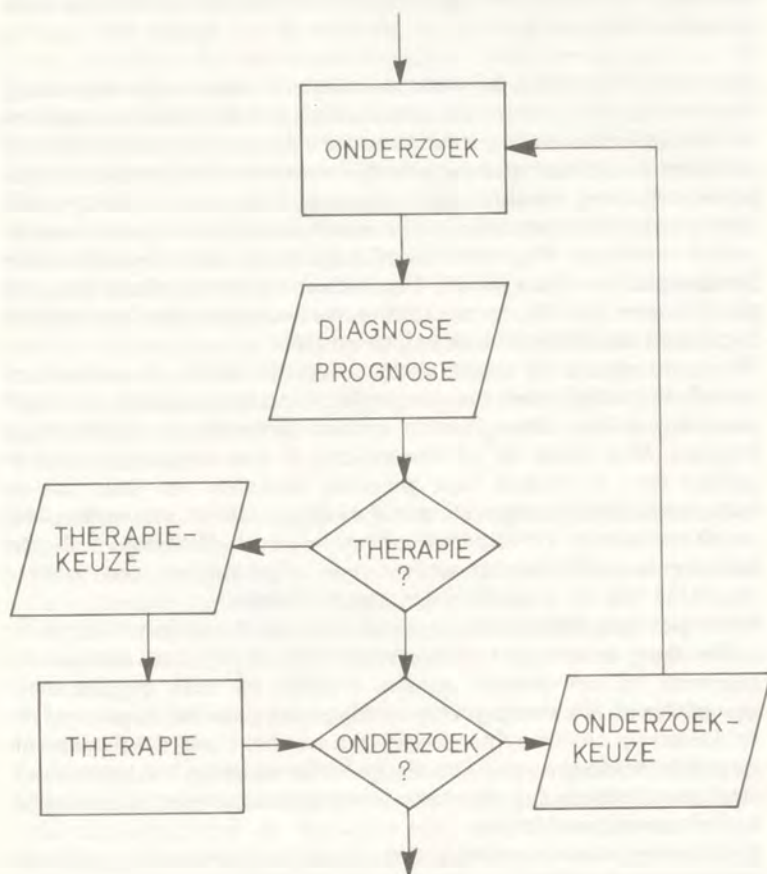 ONDERZOEK
DIAGNOSE
PROGNOSE
THERAPIE-
KEUZE
THERAPIE
?
THERAPIE
ONDERZOEK
?
ONDERZOEK-
KEUZE